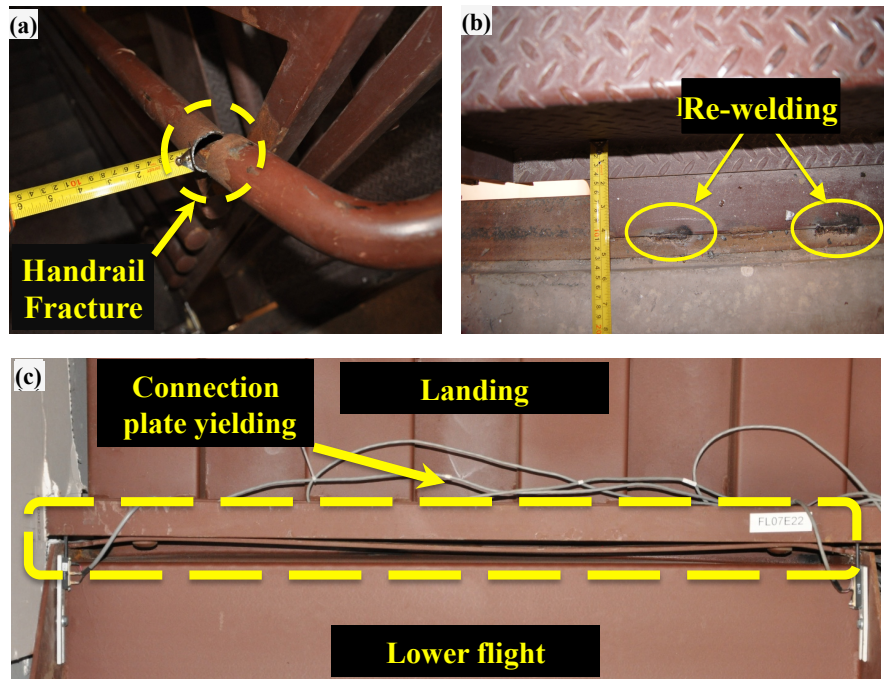 (a)
Handrail
Fracture
(b)
Re-welding
(c)
Connection
plate yielding
Landing
FL07E22
Lower flight